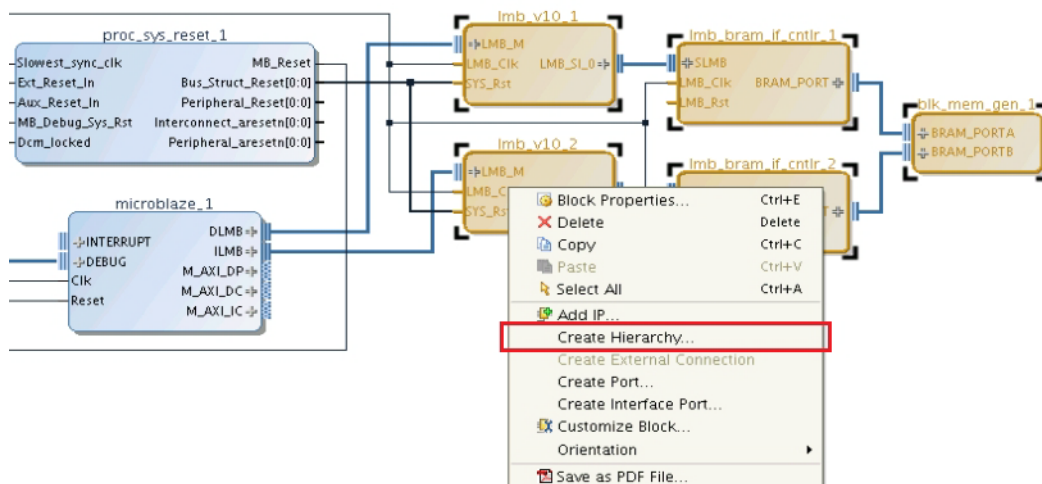 proc_sys_reset_1
Slowest_sync_clk
MB_Reset
Ext_Reset_In
Bus_Struct_Reset[0:0]
Aux_Reset_In
Peripheral_Reset[0:0]
MB_Debug_Sys_Rst
Interconnect_aresetn[0:0]
Dcm_locked
Peripheral_aresetn[0:0]
lmb_v10_1
LMB_M
LMB_Clk
LMB_Sl_0
SYS_Rst
lmb_bram_if_cntlr_1
SLMB
LMB_Clk
BRAM_PORT
LMB_Rst
blk_mem_gen_1
BRAM_PORTA
BRAM_PORTB
lmb_v10_2
LMB_M
lmb_bram_if_cntlr_2
microblaze_1
INTERRUPT
DLMB
DEBUG
ILMB
Clk
M_AXI_DP
Reset
M_AXI_DC
M_AXI_IC
Block Properties... Ctrl+E
Delete Delete
Copy Ctrl+C
Paste Ctrl+V
Select All Ctrl+A
Add IP...
Create Hierarchy...
Create External Connection
Create Port...
Create Interface Port...
Customize Block...
Orientation
Save as PDF File...